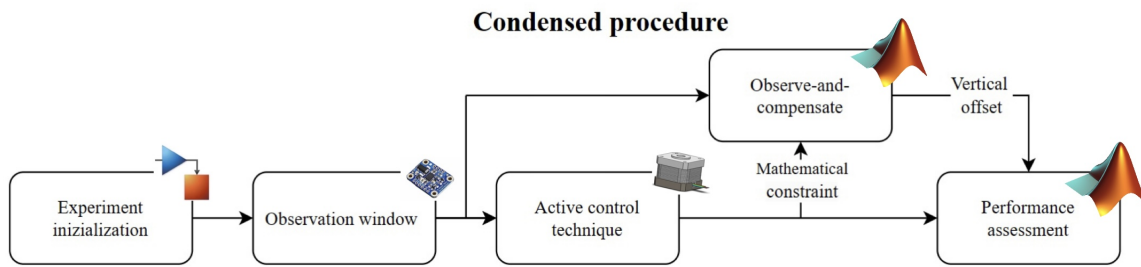 Condensed procedure
Observe-and-
compensate
Vertical
offset
Mathematical
constraint
Experiment
inizialization
Observation window
Active control
technique
Performance
assessment